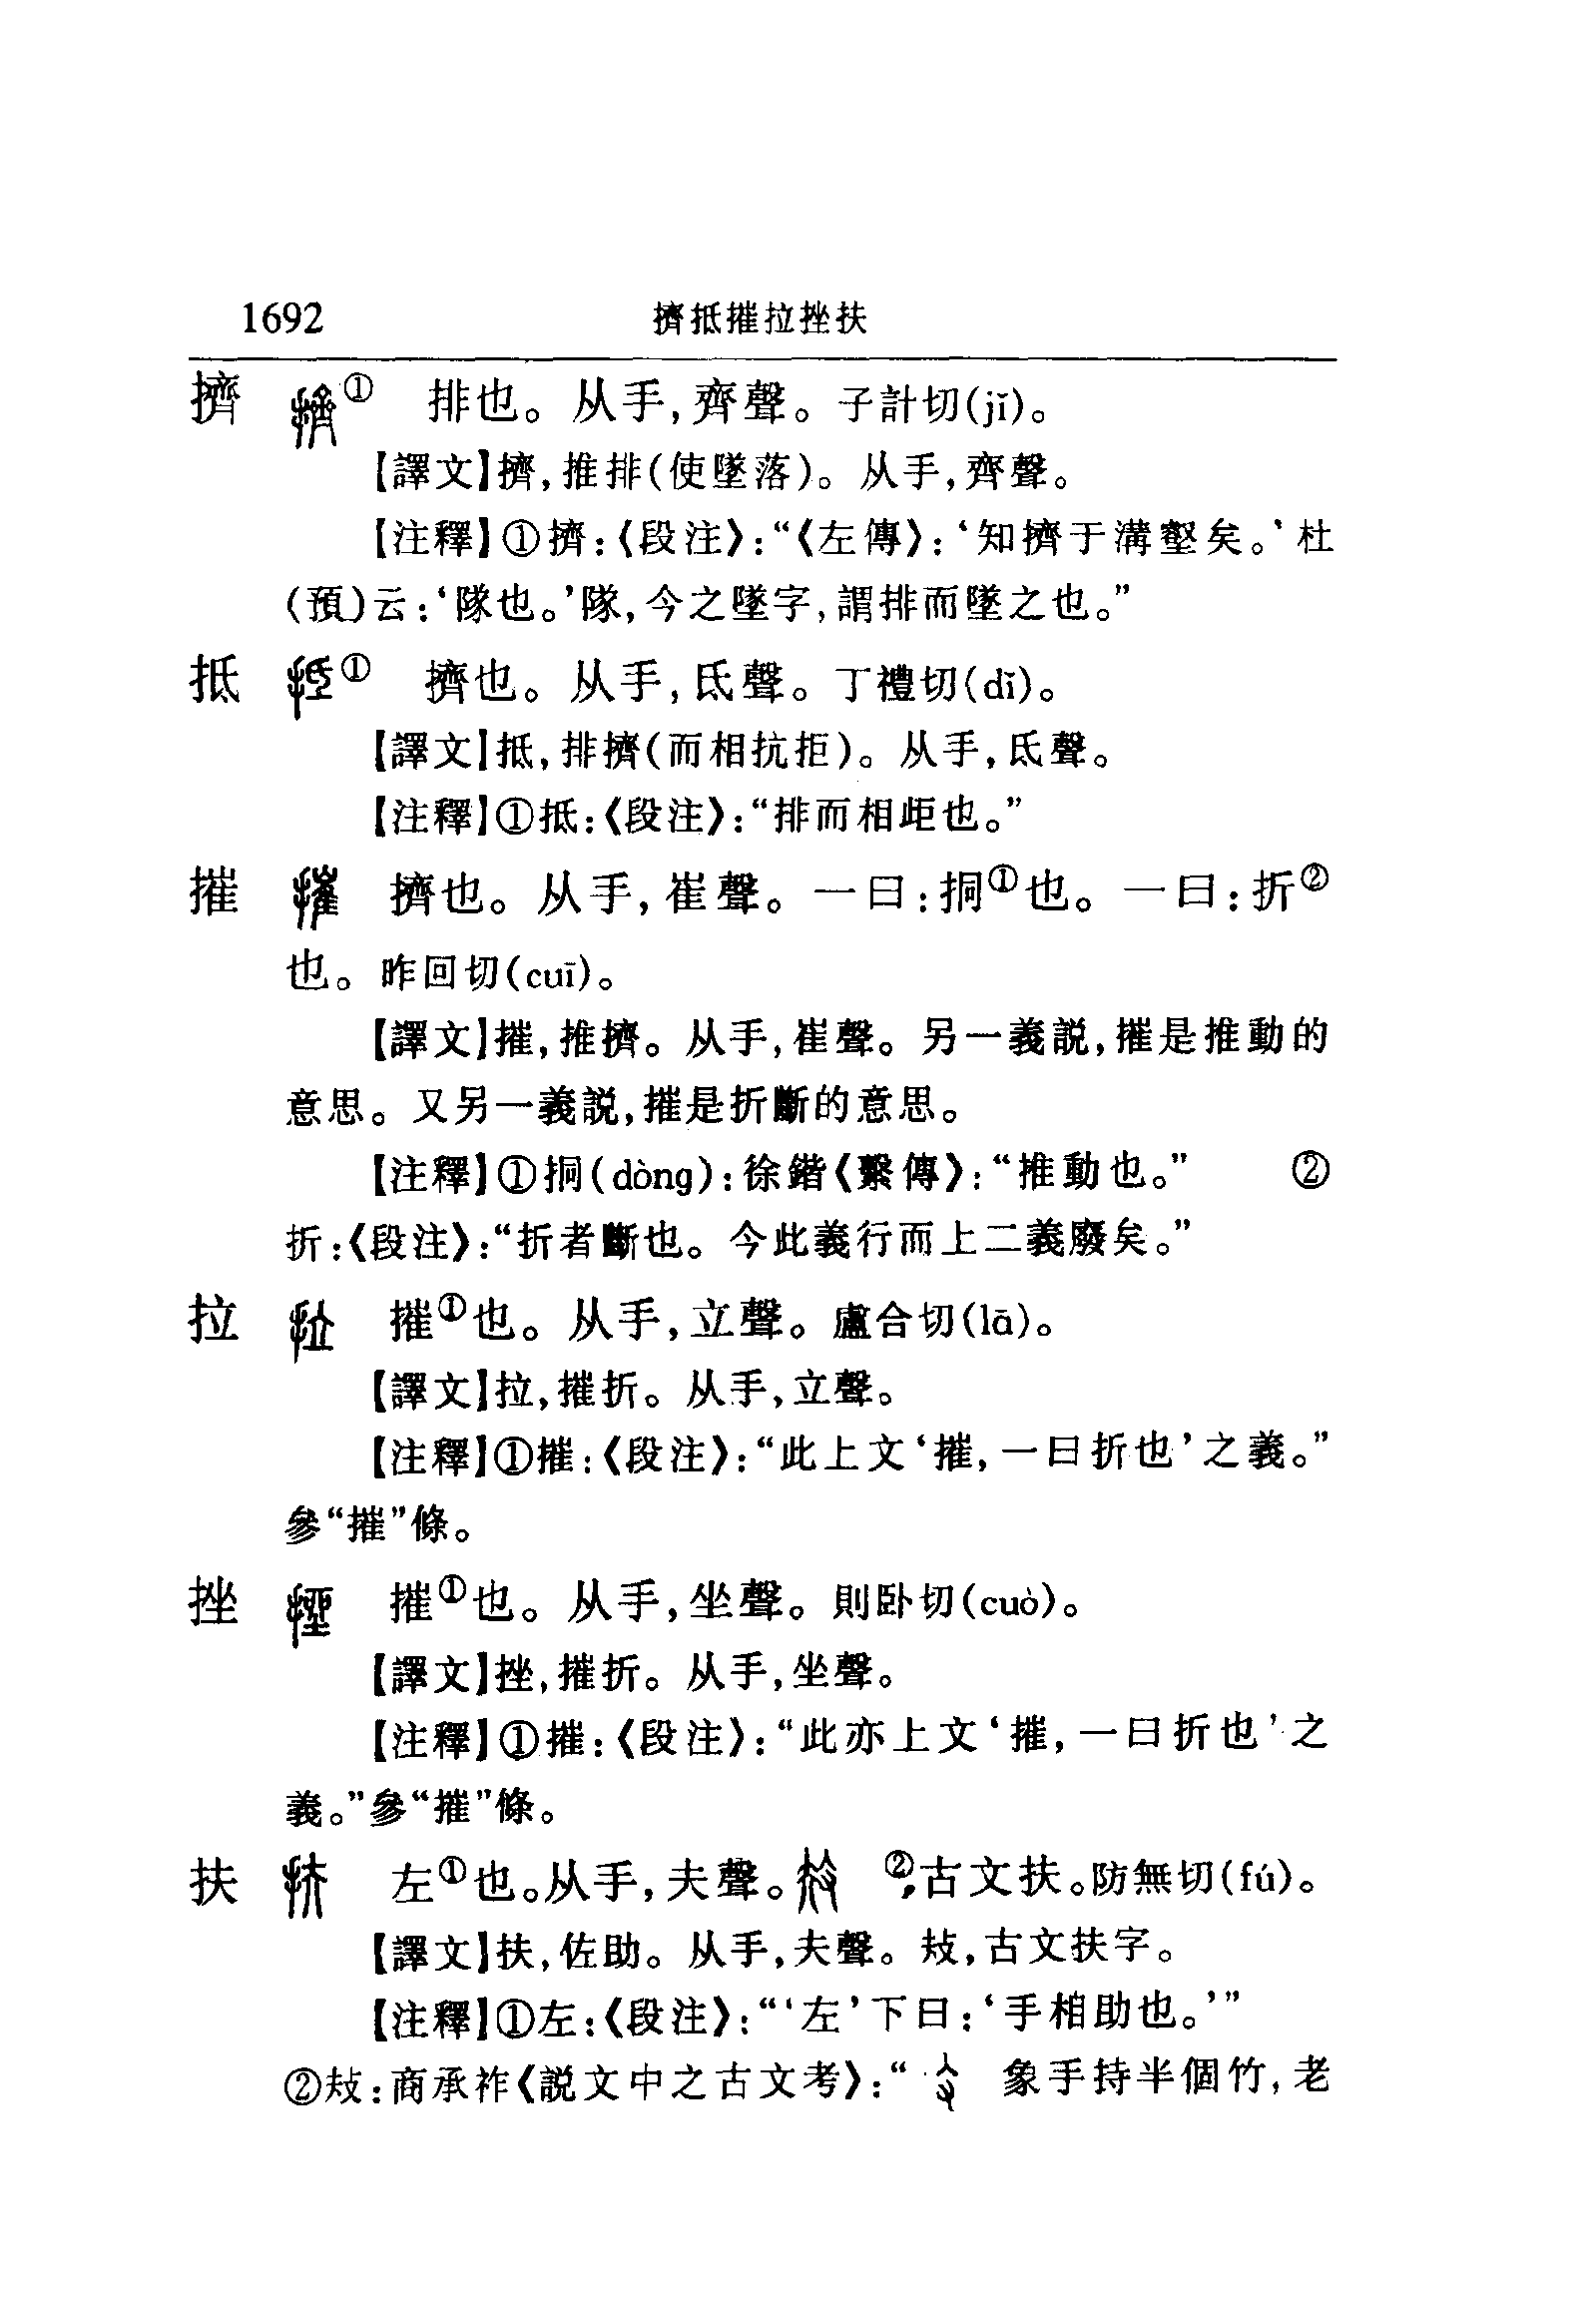 1692 擠抵摧拉挫扶
擠 ① 排也。从手，齊聲。子計切(jǐ)。
【譯文】擠，推排(使墜落)。从手，齊聲。
【注釋】①擠：《段注》：“《左傳》：‘知擠于溝壑矣。‘杜
(預)云：‘隊也。’隊，今之墜字，謂排而墜之也。”
抵 ① 擠也。从手，氐聲。丁禮切(dǐ)。
【譯文】抵，排擠(而相抗拒)。从手，氐聲。
【注釋】①抵：《段注》：“排而相歫也。”
摧 擠也。从手，崔聲。一曰：挏①也。一曰：折②
也。昨回切(cuī)。
【譯文】摧，推擠。从手，崔聲。另一義説，摧是推動的
意思。又另一義説，摧是折斷的意思。
【注釋】①挏(dòng)：徐鍇《繫傳》：“推動也。” ②
折：《段注》：“折者斷也。今此義行而上二義廢矣。”
拉 摧①也。从手，立聲。盧合切(lā)。
【譯文】拉，摧折。从手，立聲。
【注釋】①摧：《段注》：“此上文‘摧，一曰折也’之義。”
參“摧”條。
挫 摧①也。从手，坐聲。則卧切(cuò)。
【譯文】挫，摧折。从手，坐聲。
【注釋】①摧：《段注》：“此亦上文‘摧，一曰折也’之
義。”參“摧”條。
扶 左①也。从手，夫聲。 ②，古文扶。防無切(fú)。
【譯文】扶，佐助。从手，夫聲。㚘，古文扶字。
【注釋】①左：《段注》：“‘左’下曰：‘手相助也。’”
②：商承祚《説文中之古文考》：“ 象手持半個竹，老